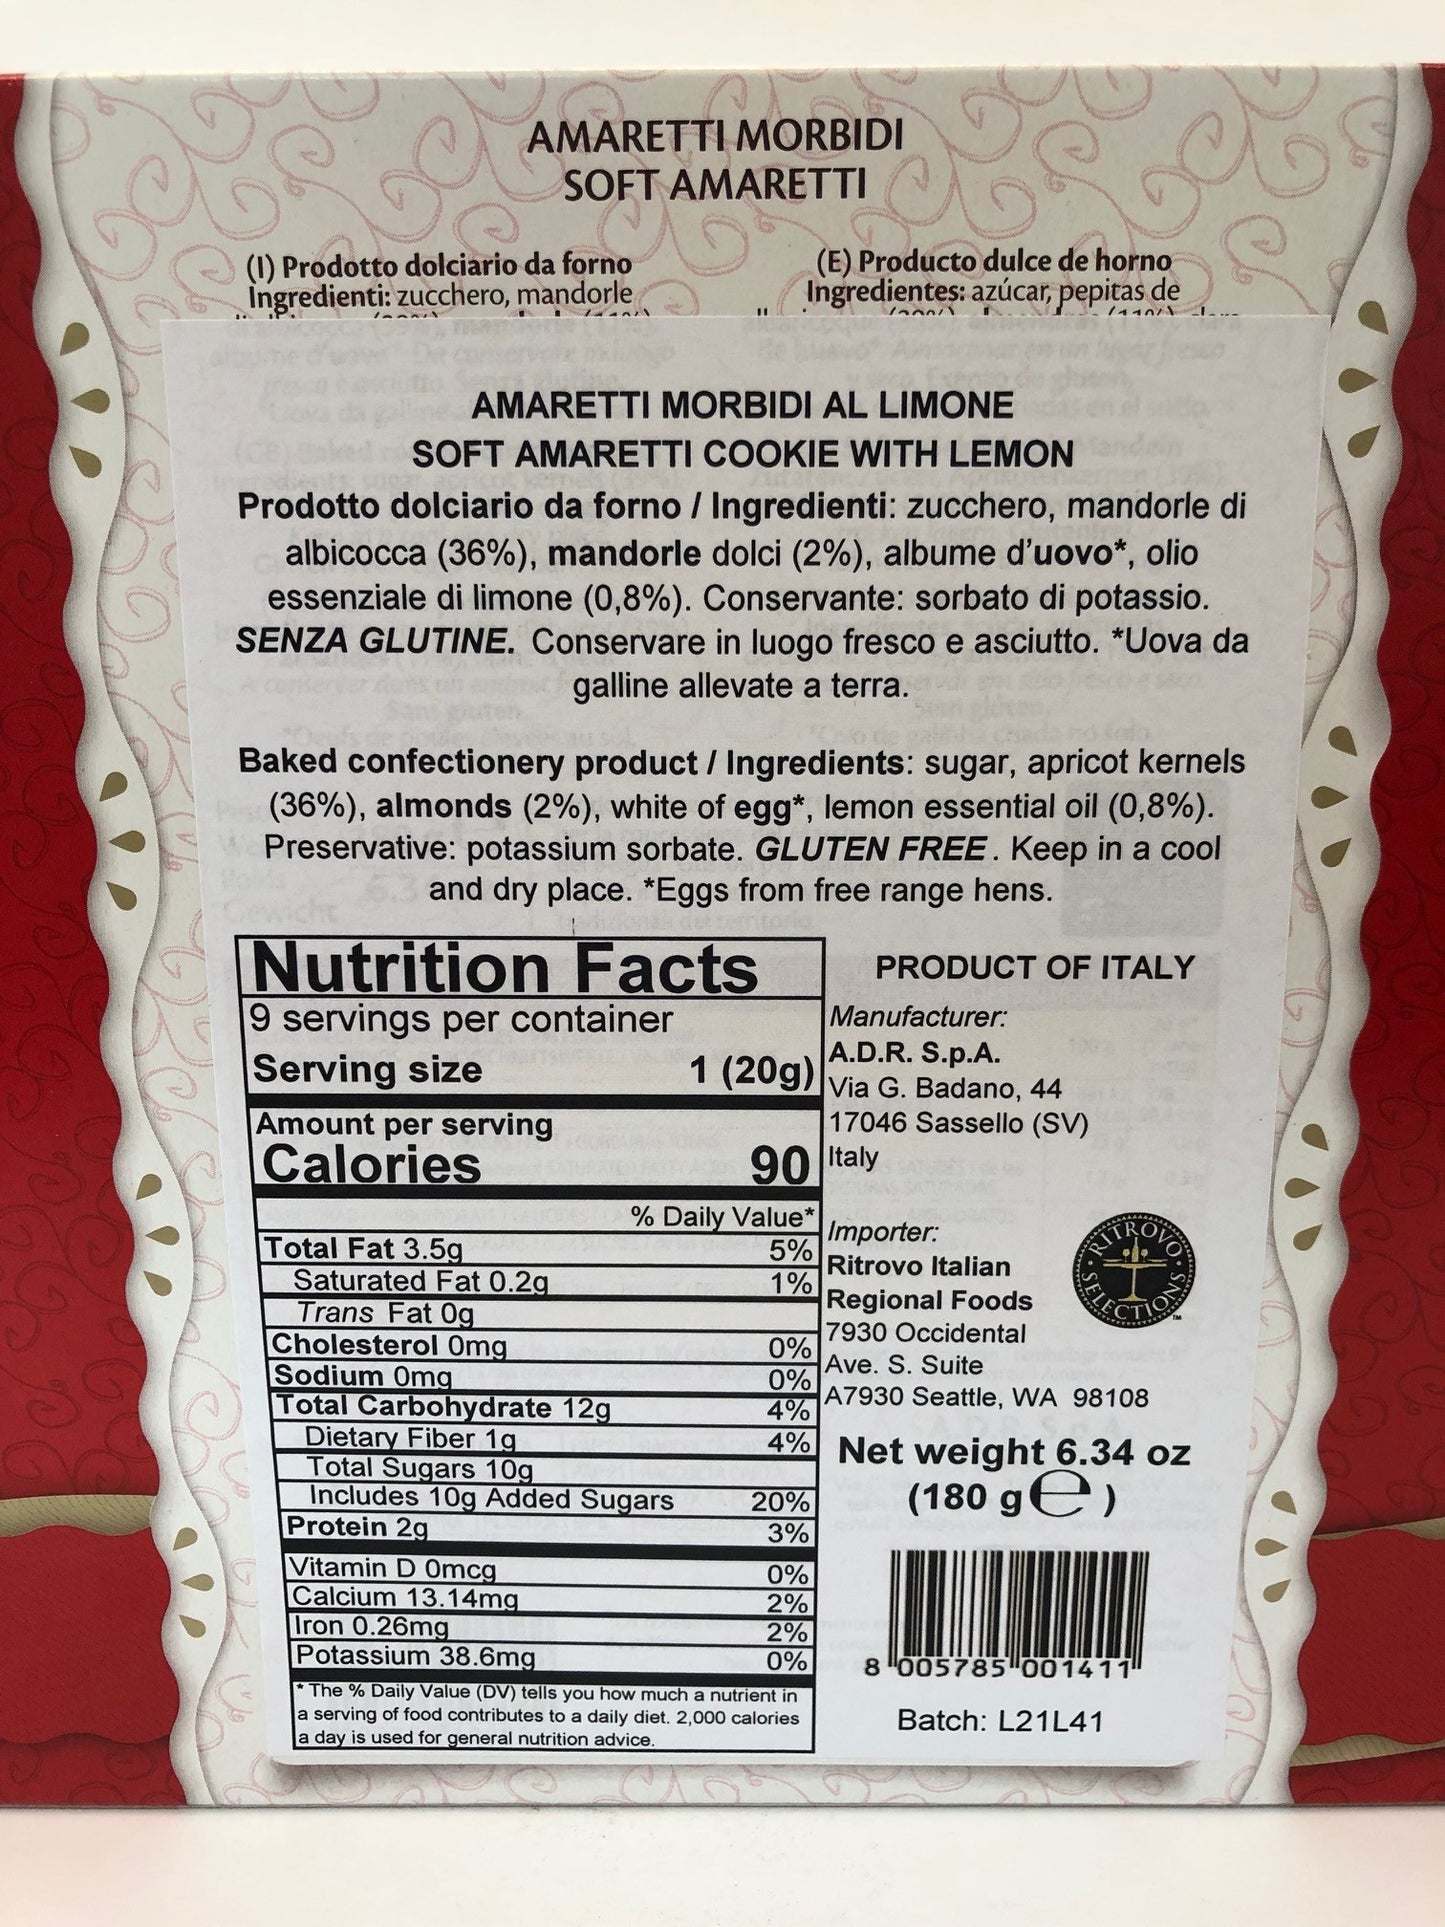 AMARETTI MORBIDI
SOFT AMARETTI
(I) Prodotto dolciario da forno
Ingredienti: zucchero, mandorle
(E) Producto dulce de horno
Ingredientes: azúcar, pepitas de
AMARETTI MORBIDI AL LIMONE
SOFT AMARETTI COOKIE WITH LEMON
Prodotto dolciario da forno / Ingredienti: zucchero, mandorle di
albicocca (36%), mandorle dolci (2%), albume d'uovo*, olio
essenziale di limone (0,8%). Conservante: sorbato di potassio.
SENZA GLUTINE. Conservare in luogo fresco e asciutto. *Uova da
galline allevate a terra.
Baked confectionery product / Ingredients: sugar, apricot kernels
(36%), almonds (2%), white of egg*, lemon essential oil (0,8%).
Preservative: potassium sorbate. GLUTEN FREE. Keep in a cool
and dry place. *Eggs from free range hens.
Nutrition Facts
9 servings per container
Serving size 1 (20g)
Amount per serving
Calories 90
% Daily Value*
Total Fat 3.5g 5%
Saturated Fat 0.2g 1%
Trans Fat 0g
Cholesterol 0mg 0%
Sodium 0mg 0%
Total Carbohydrate 12g 4%
Dietary Fiber 1g 4%
Total Sugars 10g
Includes 10g Added Sugars 20%
Protein 2g 3%
Vitamin D 0mcg 0%
Calcium 13.14mg 2%
Iron 0.26mg 2%
Potassium 38.6mg 0%
* The % Daily Value (DV) tells you how much a nutrient in
a serving of food contributes to a daily diet. 2,000 calories
a day is used for general nutrition advice.
PRODUCT OF ITALY
Manufacturer:
A.D.R. S.p.A.
Via G. Badano, 44
17046 Sassello (SV)
Italy
Importer:
Ritrovo Italian
Regional Foods
7930 Occidental
Ave. S. Suite
A7930 Seattle, WA 98108
RITROVO SELECTIONS ™
Net weight 6.34 oz
(180 g ℮ )
8 005785 001411
Batch: L21L41